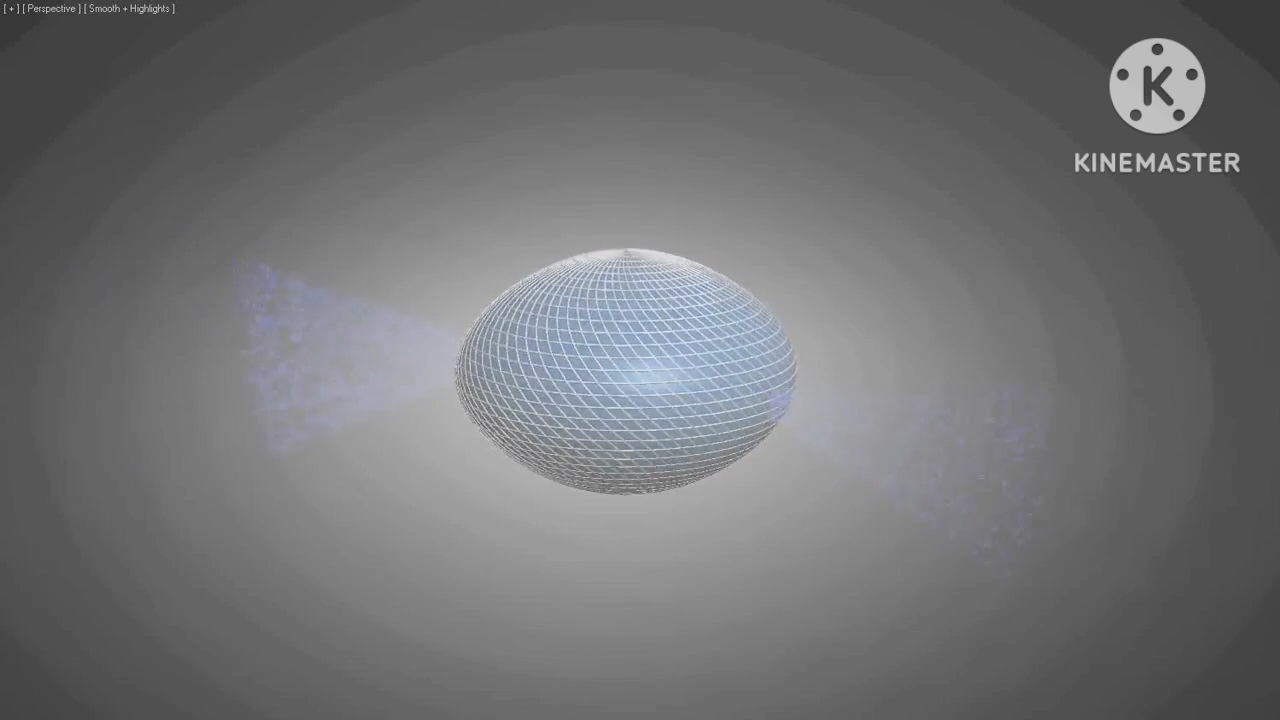 [ + ] [ Perspective ] [ Smooth + Highlights ]
K
KINEMASTER